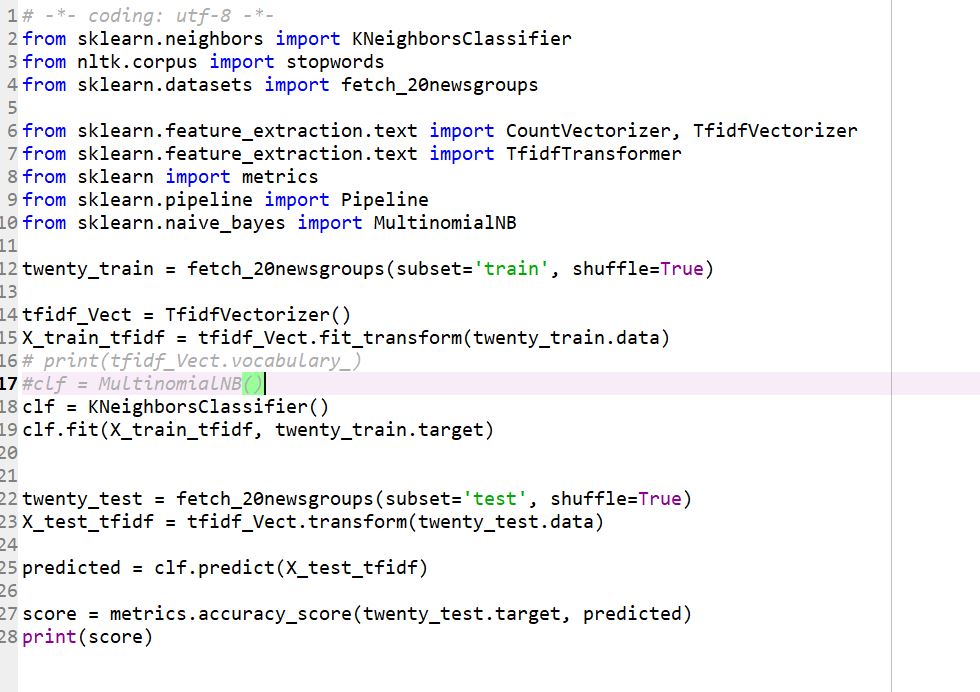 1 # -*- coding: utf-8 -*-
2 from sklearn.neighbors import KNeighborsClassifier
3 from nltk.corpus import stopwords
4 from sklearn.datasets import fetch_20newsgroups
5
6 from sklearn.feature_extraction.text import CountVectorizer, TfidfVectorizer
7 from sklearn.feature_extraction.text import TfidfTransformer
8 from sklearn import metrics
9 from sklearn.pipeline import Pipeline
10 from sklearn.naive_bayes import MultinomialNB
11
12 twenty_train = fetch_20newsgroups(subset='train', shuffle=True)
13
14 tfidf_Vect = TfidfVectorizer()
15 X_train_tfidf = tfidf_Vect.fit_transform(twenty_train.data)
16 # print(tfidf_Vect.vocabulary_)
17 #clf = MultinomialNB()
18 clf = KNeighborsClassifier()
19 clf.fit(X_train_tfidf, twenty_train.target)
20
21
22 twenty_test = fetch_20newsgroups(subset='test', shuffle=True)
23 X_test_tfidf = tfidf_Vect.transform(twenty_test.data)
24
25 predicted = clf.predict(X_test_tfidf)
26
27 score = metrics.accuracy_score(twenty_test.target, predicted)
28 print(score)